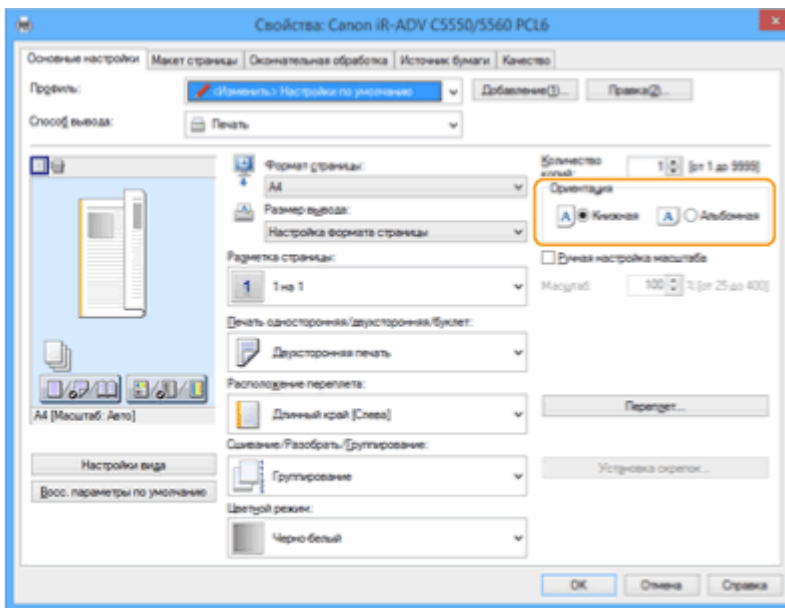 Свойства: Canon iR-ADV C5550/5560 PCL6
Основные настройки Макет страницы Окончательная обработка Источник бумаги Качество
Профиль: <Изменить> Настройки по умолчанию Добавление(1)... Правка(2)...
Способ вывода: Печать
Формат страницы:
A4
Размер вывода:
Настройка формата страницы
Количество копий: 1 [от 1 до 9999]
Ориентация
A Книжная A Альбомная
Разметка страницы:
1 1 на 1
Ручная настройка масштаба
Масштаб: 100 % [от 25 до 400]
Печать односторонняя/двухсторонняя/буклет:
Двухсторонняя печать
A4 [Масштаб: Авто]
Расположение переплета:
Длинный край [Слева]
Переплет...
Сшивание/Разобрать/Группирование:
Группирование
Установка скрепок...
Настройки вида
Восс. параметры по умолчанию
Цветной режим:
Черно-белый
OK Отмена Справка